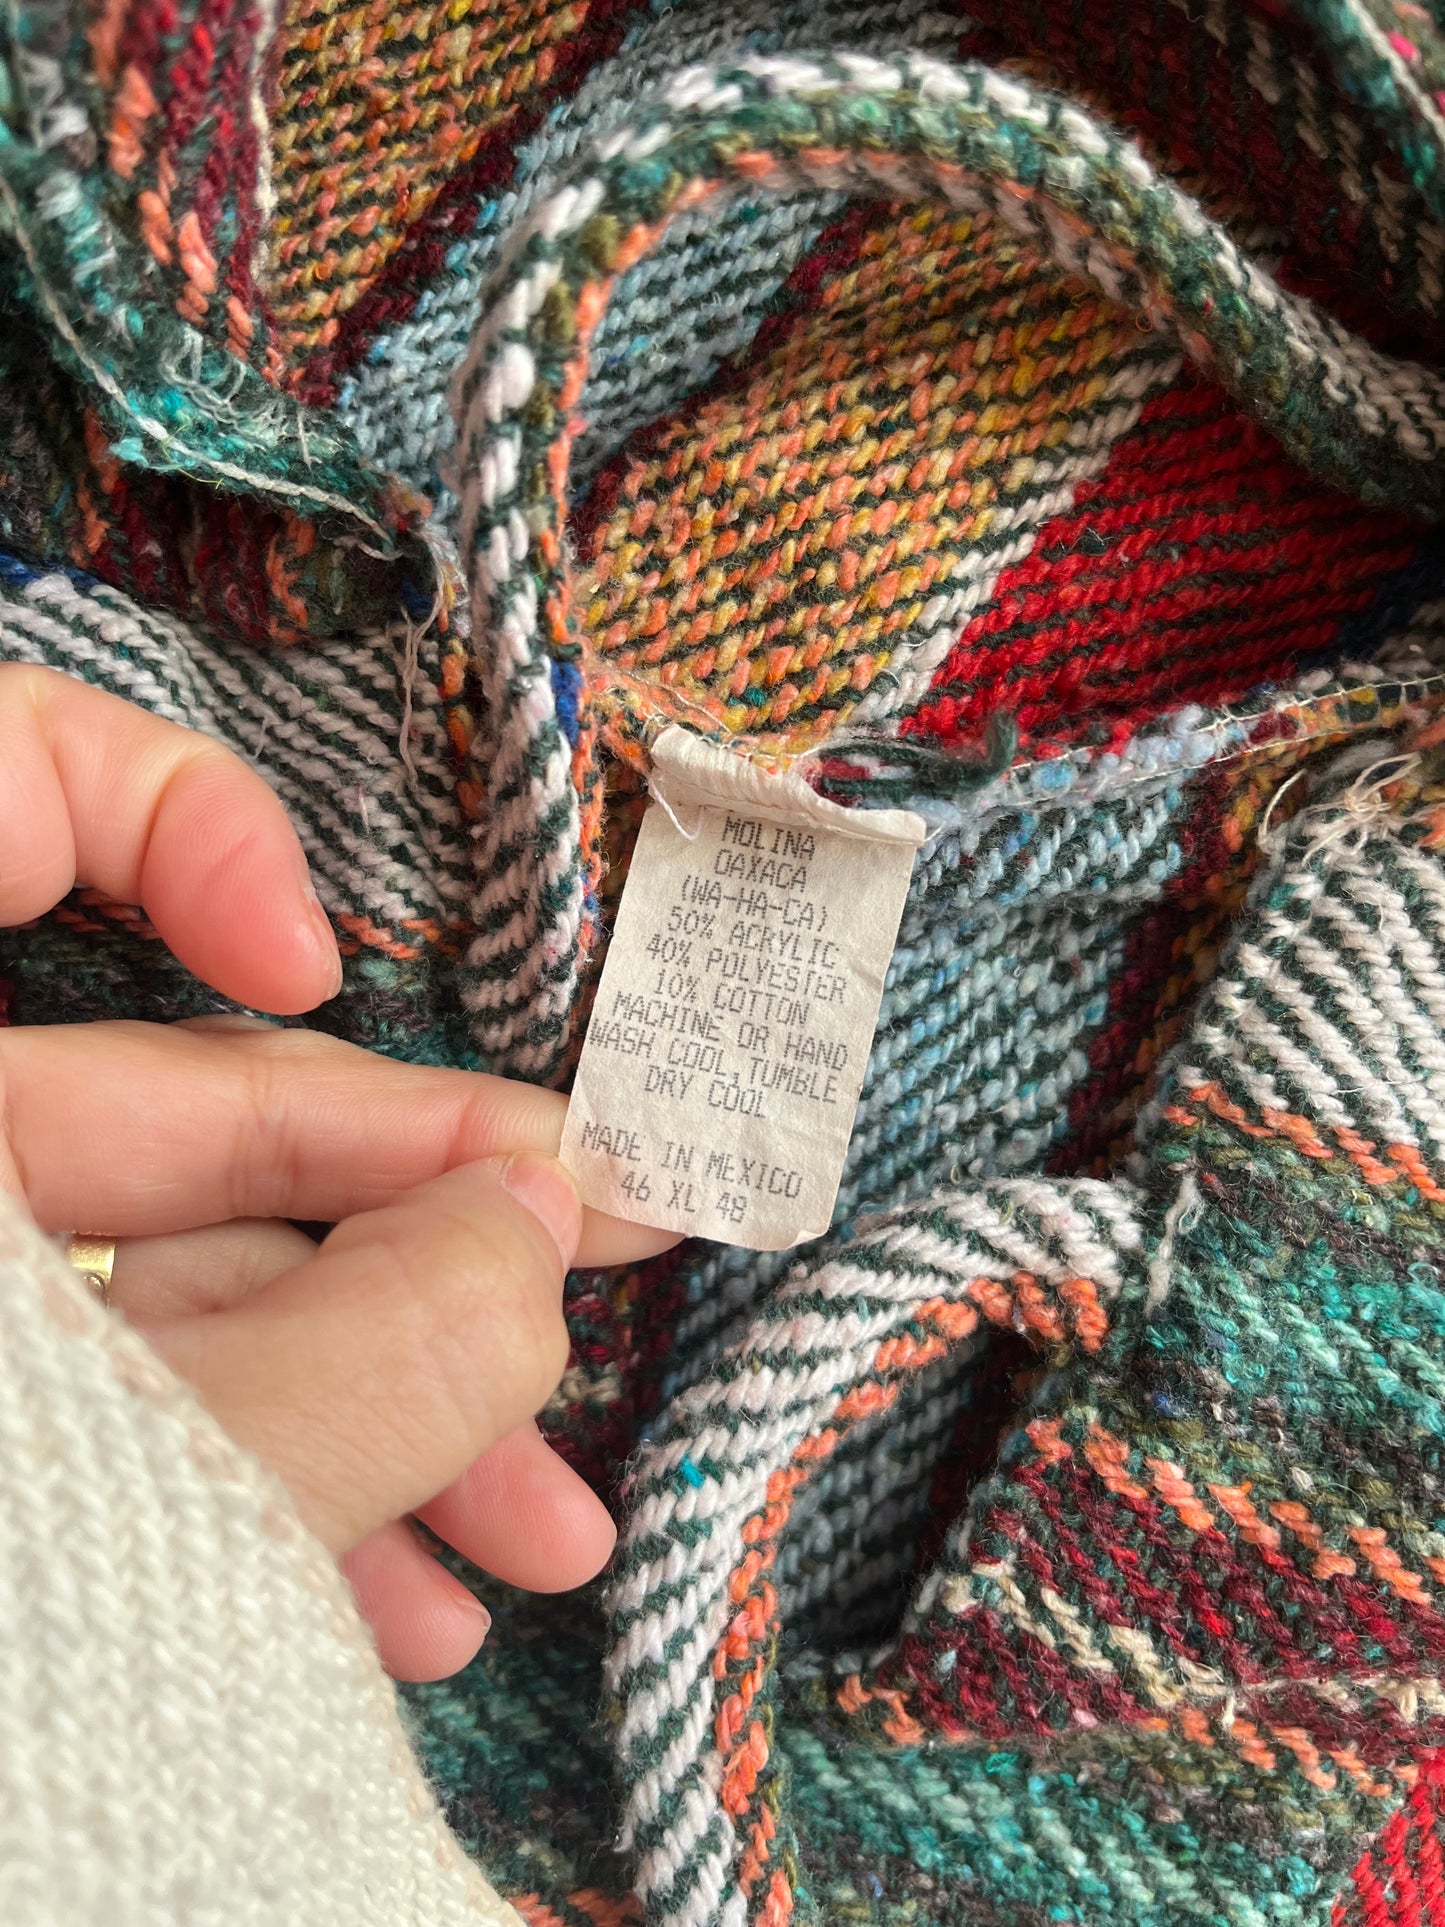 MOLINA
OAXACA
(WA-HA-CA)
50% ACRYLIC
40% POLYESTER
10% COTTON
MACHINE OR HAND
WASH COOL,TUMBLE
DRY COOL
MADE IN MEXICO
46 XL 48